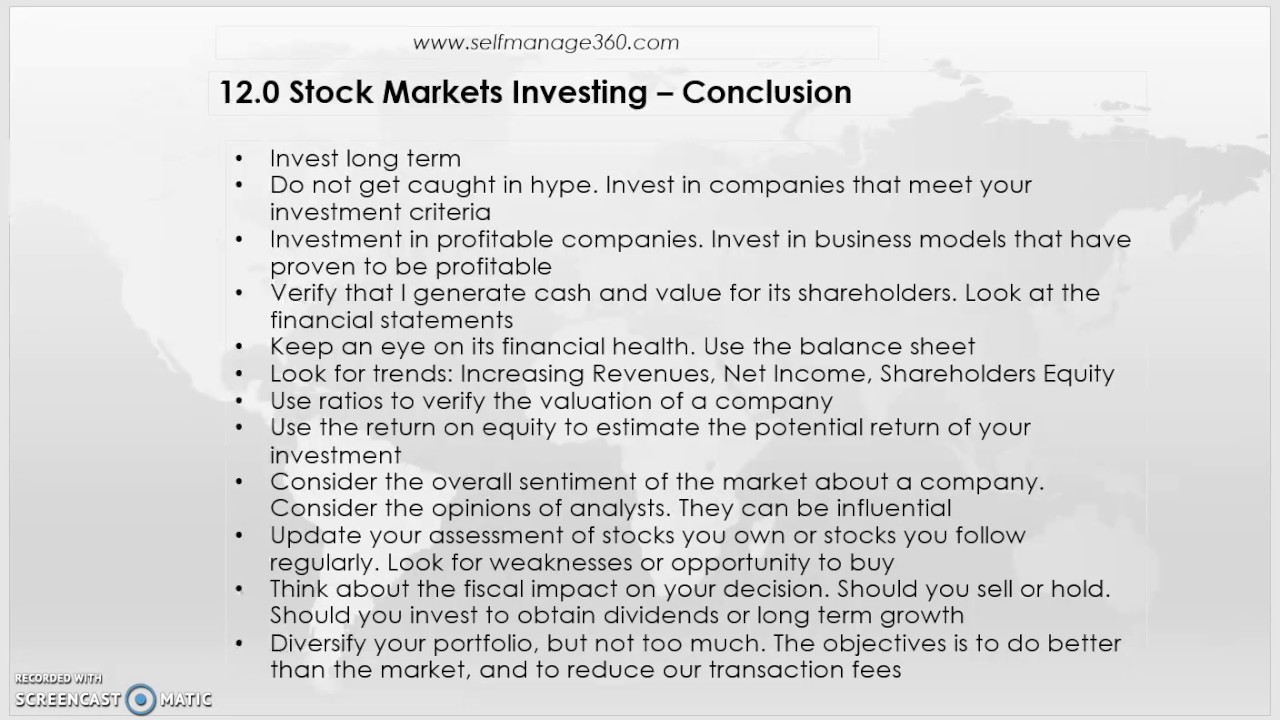 www.selfmanage360.com
12.0 Stock Markets Investing – Conclusion
• Invest long term
• Do not get caught in hype. Invest in companies that meet your
investment criteria
• Investment in profitable companies. Invest in business models that have
proven to be profitable
• Verify that I generate cash and value for its shareholders. Look at the
financial statements
• Keep an eye on its financial health. Use the balance sheet
• Look for trends: Increasing Revenues, Net Income, Shareholders Equity
• Use ratios to verify the valuation of a company
• Use the return on equity to estimate the potential return of your
investment
• Consider the overall sentiment of the market about a company.
Consider the opinions of analysts. They can be influential
• Update your assessment of stocks you own or stocks you follow
regularly. Look for weaknesses or opportunity to buy
• Think about the fiscal impact on your decision. Should you sell or hold.
Should you invest to obtain dividends or long term growth
• Diversify your portfolio, but not too much. The objectives is to do better
than the market, and to reduce our transaction fees
RECORDED WITH
SCREENCAST MATIC